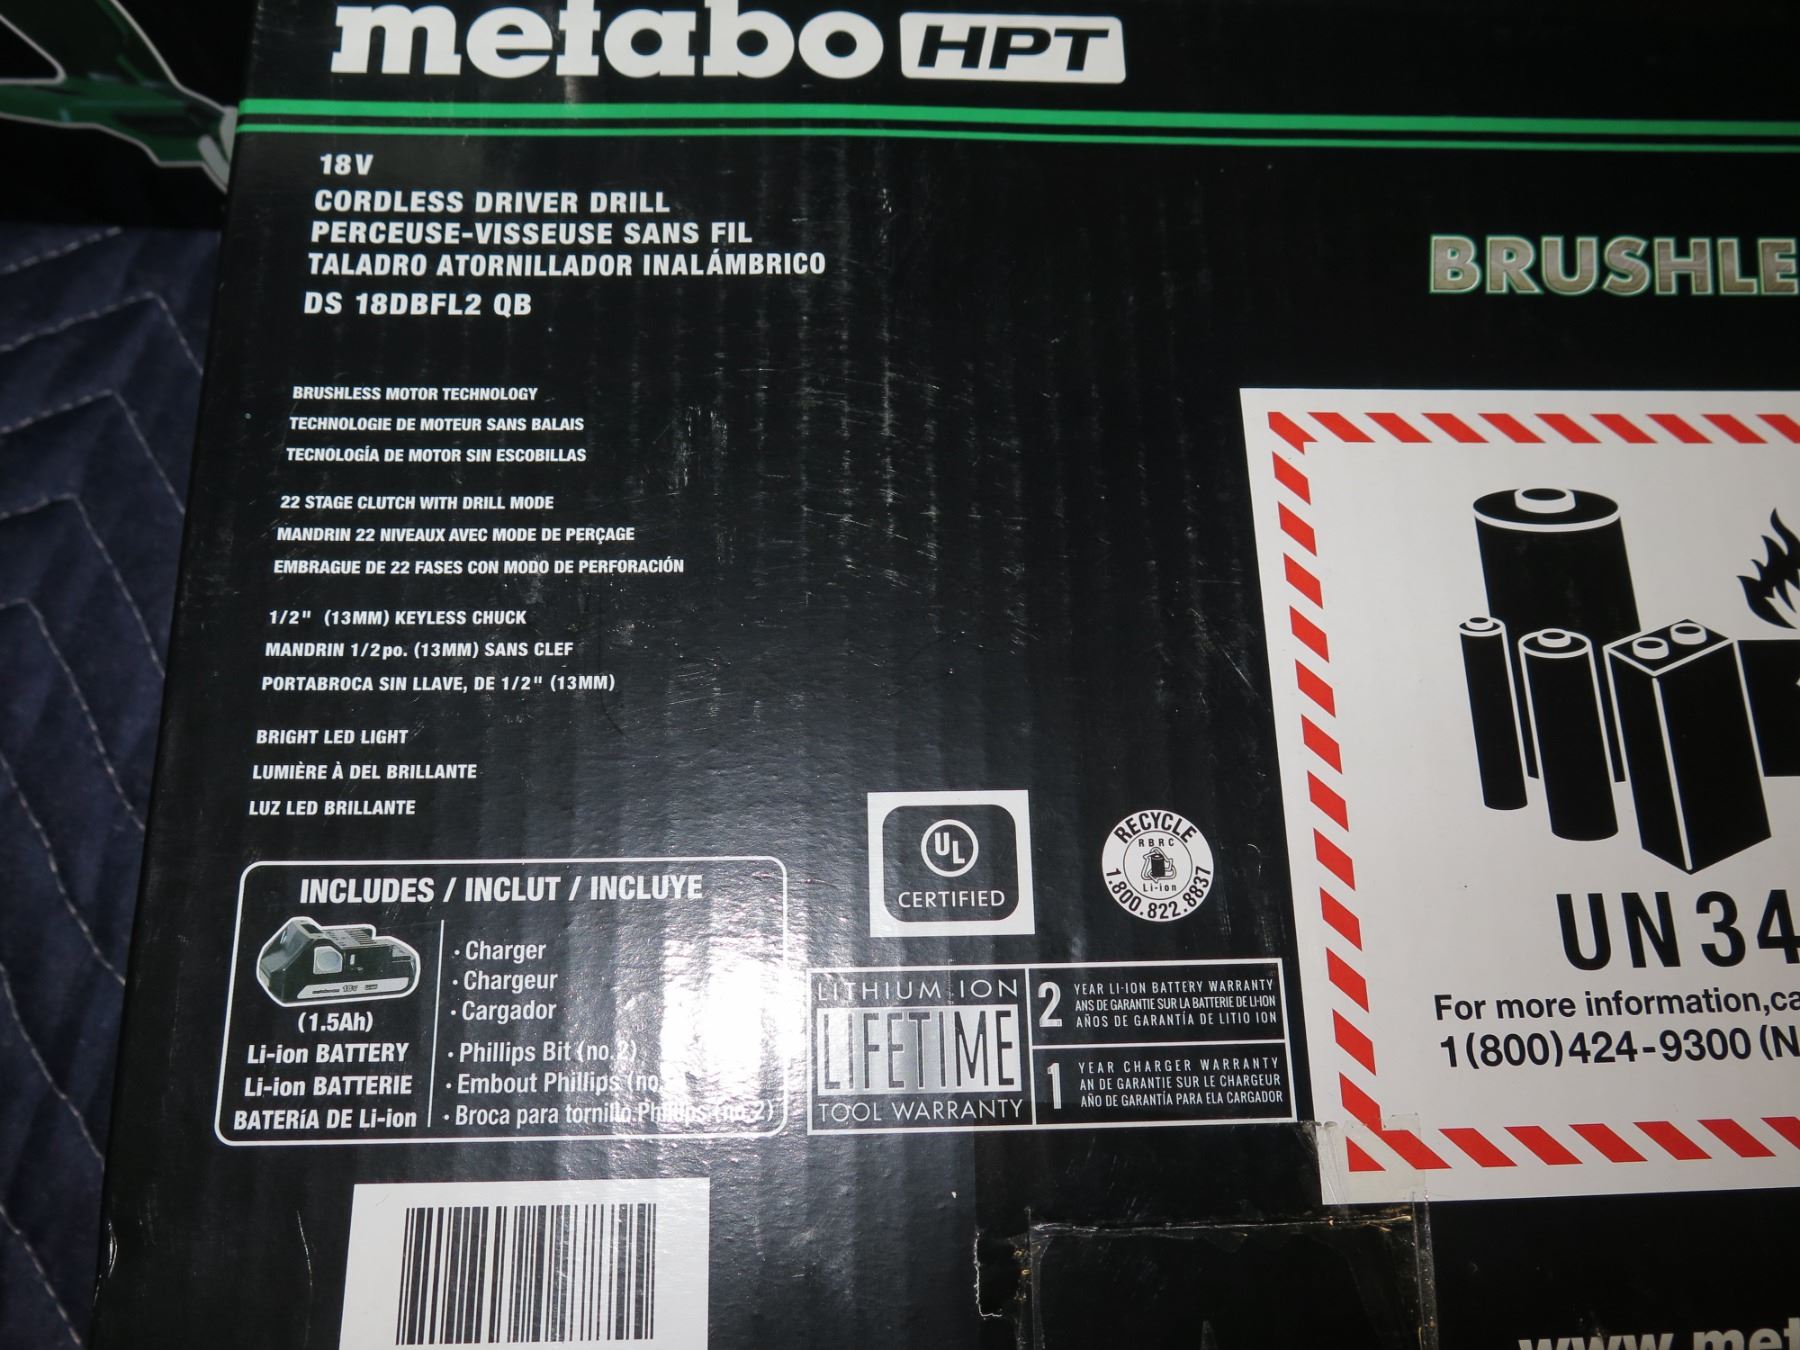 metabo HPT
18V
CORDLESS DRIVER DRILL
PERCEUSE-VISSEUSE SANS FIL
TALADRO ATORNILLADOR INALÁMBRICO
DS 18DBFL2 QB
BRUSHLE
BRUSHLESS MOTOR TECHNOLOGY
TECHNOLOGIE DE MOTEUR SANS BALAIS
TECNOLOGÍA DE MOTOR SIN ESCOBILLAS
22 STAGE CLUTCH WITH DRILL MODE
MANDRIN 22 NIVEAUX AVEC MODE DE PERÇAGE
EMBRAGUE DE 22 FASES CON MODO DE PERFORACIÓN
1/2" (13MM) KEYLESS CHUCK
MANDRIN 1/2po. (13MM) SANS CLEF
PORTABROCA SIN LLAVE, DE 1/2" (13MM)
BRIGHT LED LIGHT
LUMIÈRE À DEL BRILLANTE
LUZ LED BRILLANTE
INCLUDES / INCLUT / INCLUYE
(1.5Ah)
Li-ion BATTERY
Li-ion BATTERIE
BATERíA DE Li-ion
· Charger
· Chargeur
· Cargador
· Phillips Bit (no.2)
· Embout Phillips (no.
· Broca para tornillo Phillips (no.2)
UL
CERTIFIED
RECYCLE
RBRC
Li-ion
1.800.822.8837
LITHIUM ION
LIFETIME
TOOL WARRANTY
2 YEAR LI-ION BATTERY WARRANTY
ANS DE GARANTIE SUR LA BATTERIE DE LI-ION
AÑOS DE GARANTÍA DE LITIO ION
1 YEAR CHARGER WARRANTY
AN DE GARANTIE SUR LE CHARGEUR
AÑO DE GARANTÍA PARA ELA CARGADOR
UN 34
For more information,ca
1(800)424-9300 (N
www.met